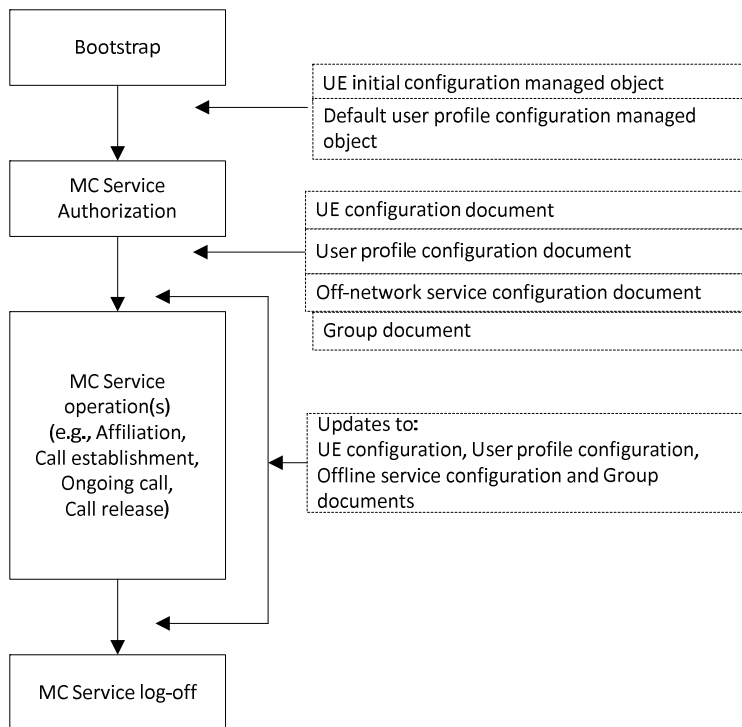 Bootstrap
UE initial configuration managed object
Default user profile configuration managed
object
MC Service
Authorization
UE configuration document
User profile configuration document
Off-network service configuration document
Group document
MC Service
operation(s)
(e.g., Affiliation,
Call establishment,
Ongoing call,
Call release)
Updates to:
UE configuration, User profile configuration,
Offline service configuration and Group
documents
MC Service log-off